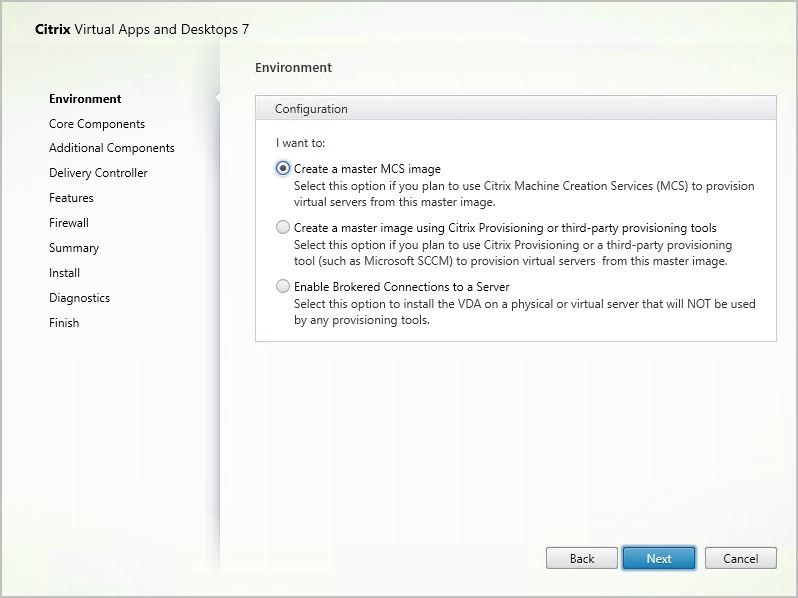 Citrix Virtual Apps and Desktops 7
Environment
Core Components
Additional Components
Delivery Controller
Features
Firewall
Summary
Install
Diagnostics
Finish
Environment
Configuration
I want to:
Create a master MCS image
Select this option if you plan to use Citrix Machine Creation Services (MCS) to provision
virtual servers from this master image.
Create a master image using Citrix Provisioning or third-party provisioning tools
Select this option if you plan to use Citrix Provisioning or a third-party provisioning
tool (such as Microsoft SCCM) to provision virtual servers from this master image.
Enable Brokered Connections to a Server
Select this option to install the VDA on a physical or virtual server that will NOT be used
by any provisioning tools.
Back Next Cancel